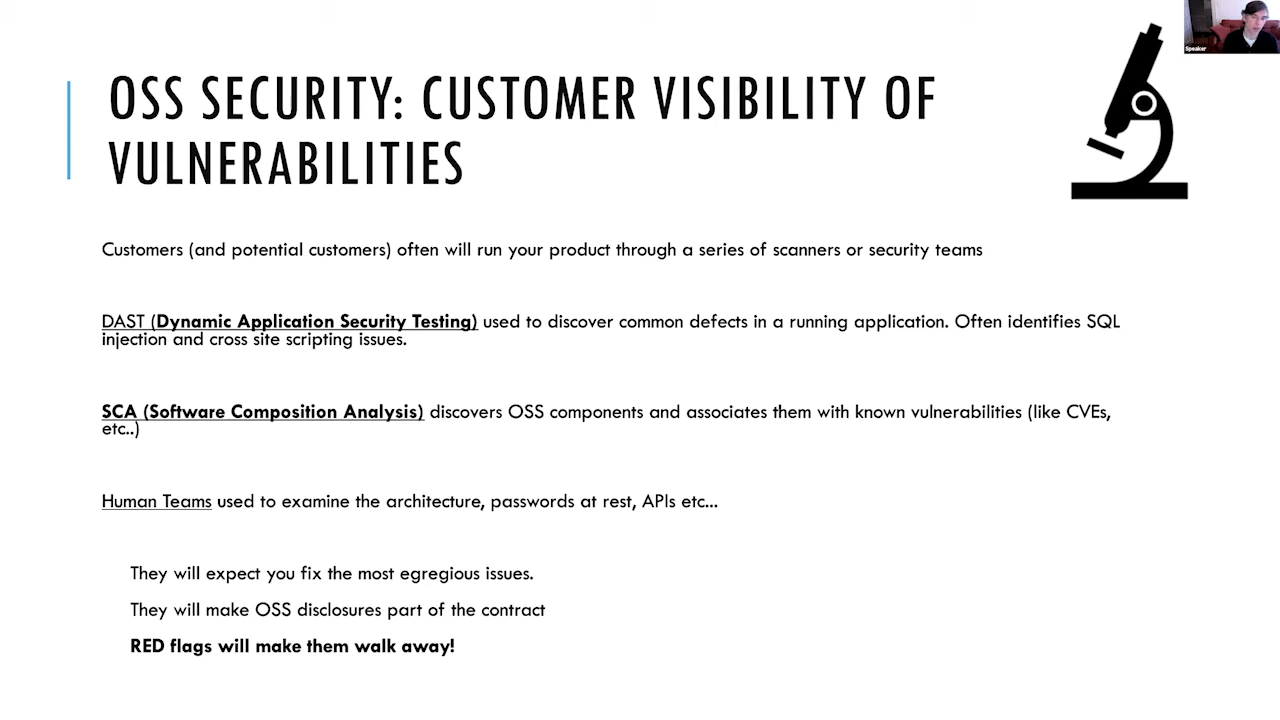 OSS SECURITY: CUSTOMER VISIBILITY OF
VULNERABILITIES
Speaker
Customers (and potential customers) often will run your product through a series of scanners or security teams
DAST (Dynamic Application Security Testing) used to discover common defects in a running application. Often identifies SQL
injection and cross site scripting issues.
SCA (Software Composition Analysis) discovers OSS components and associates them with known vulnerabilities (like CVEs,
etc..)
Human Teams used to examine the architecture, passwords at rest, APIs etc...
They will expect you fix the most egregious issues.
They will make OSS disclosures part of the contract
RED flags will make them walk away!